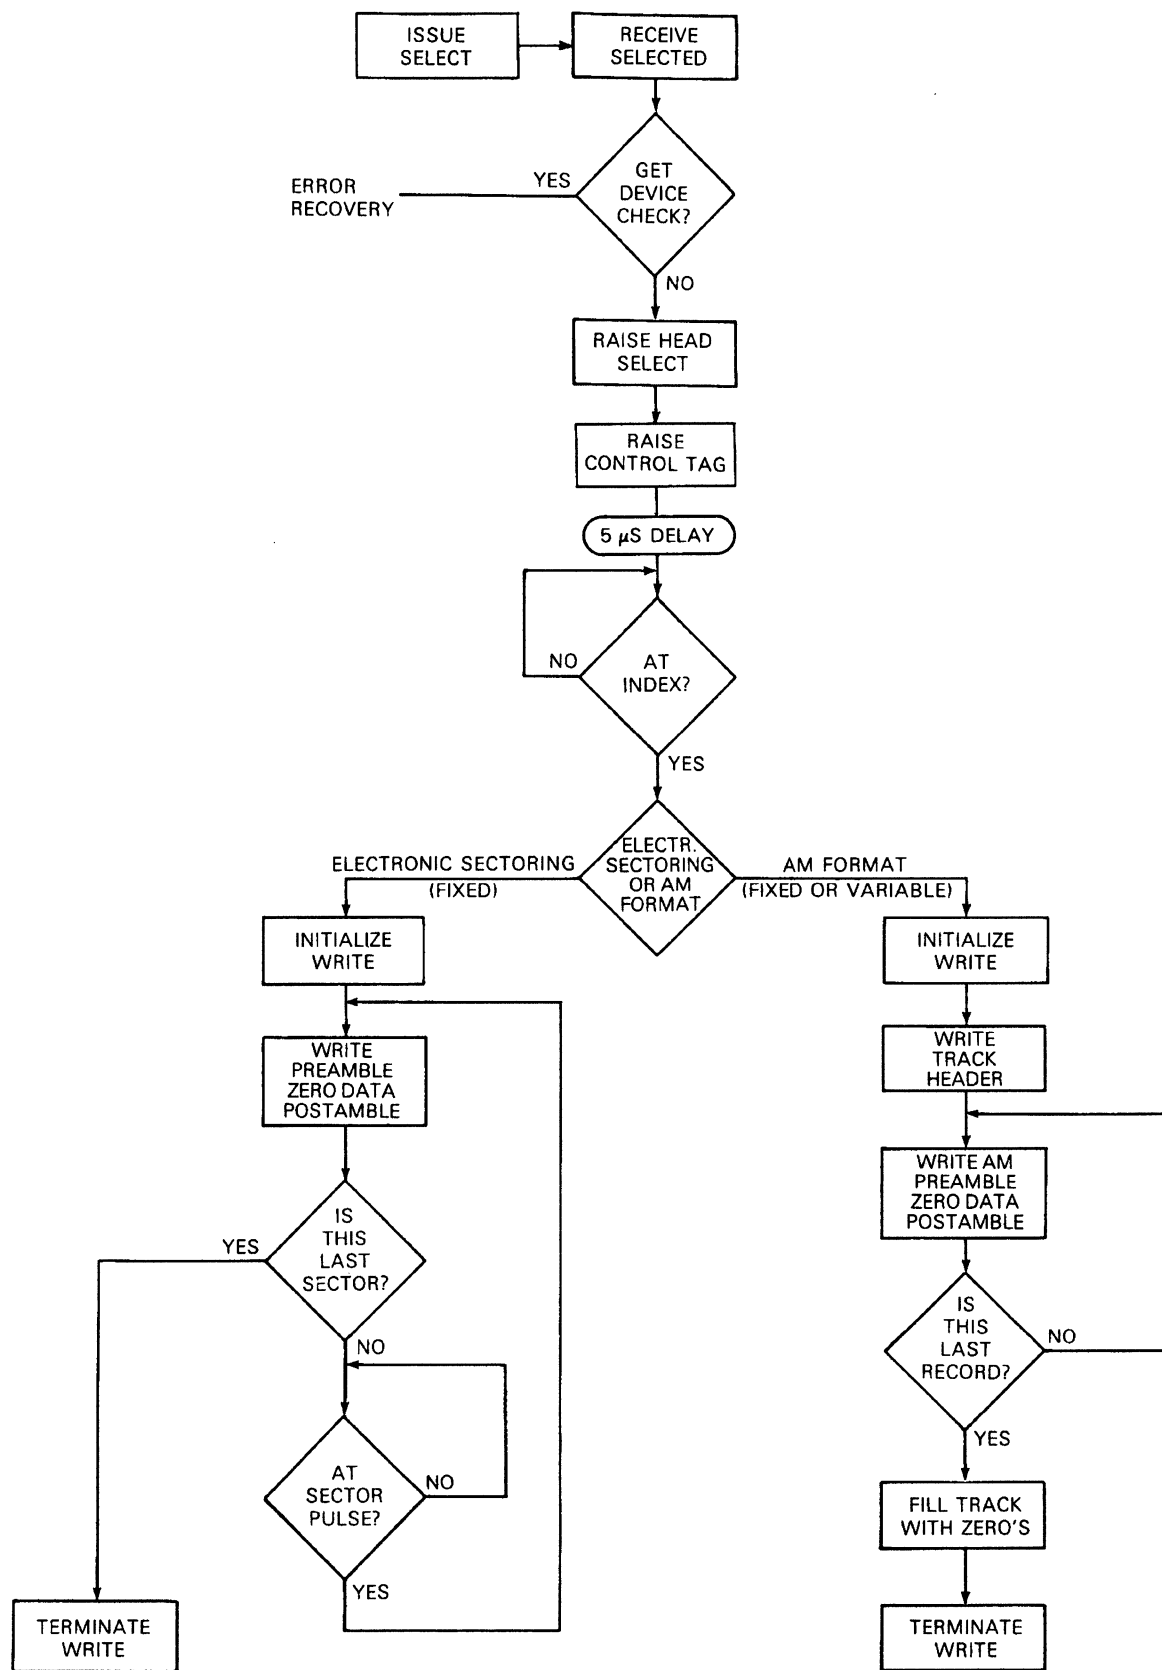 ISSUE
SELECT
RECEIVE
SELECTED
GET
DEVICE
CHECK?
YES
ERROR
RECOVERY
NO
RAISE HEAD
SELECT
RAISE
CONTROL TAG
5 µS DELAY
AT
INDEX?
NO
YES
ELECTR.
SECTORING
OR AM
FORMAT
ELECTRONIC SECTORING
(FIXED)
AM FORMAT
(FIXED OR VARIABLE)
INITIALIZE
WRITE
WRITE
PREAMBLE
ZERO DATA
POSTAMBLE
IS
THIS
LAST
SECTOR?
YES
NO
AT
SECTOR
PULSE?
NO
YES
TERMINATE
WRITE
INITIALIZE
WRITE
WRITE
TRACK
HEADER
WRITE AM
PREAMBLE
ZERO DATA
POSTAMBLE
IS
THIS
LAST
RECORD?
NO
YES
FILL TRACK
WITH ZERO'S
TERMINATE
WRITE